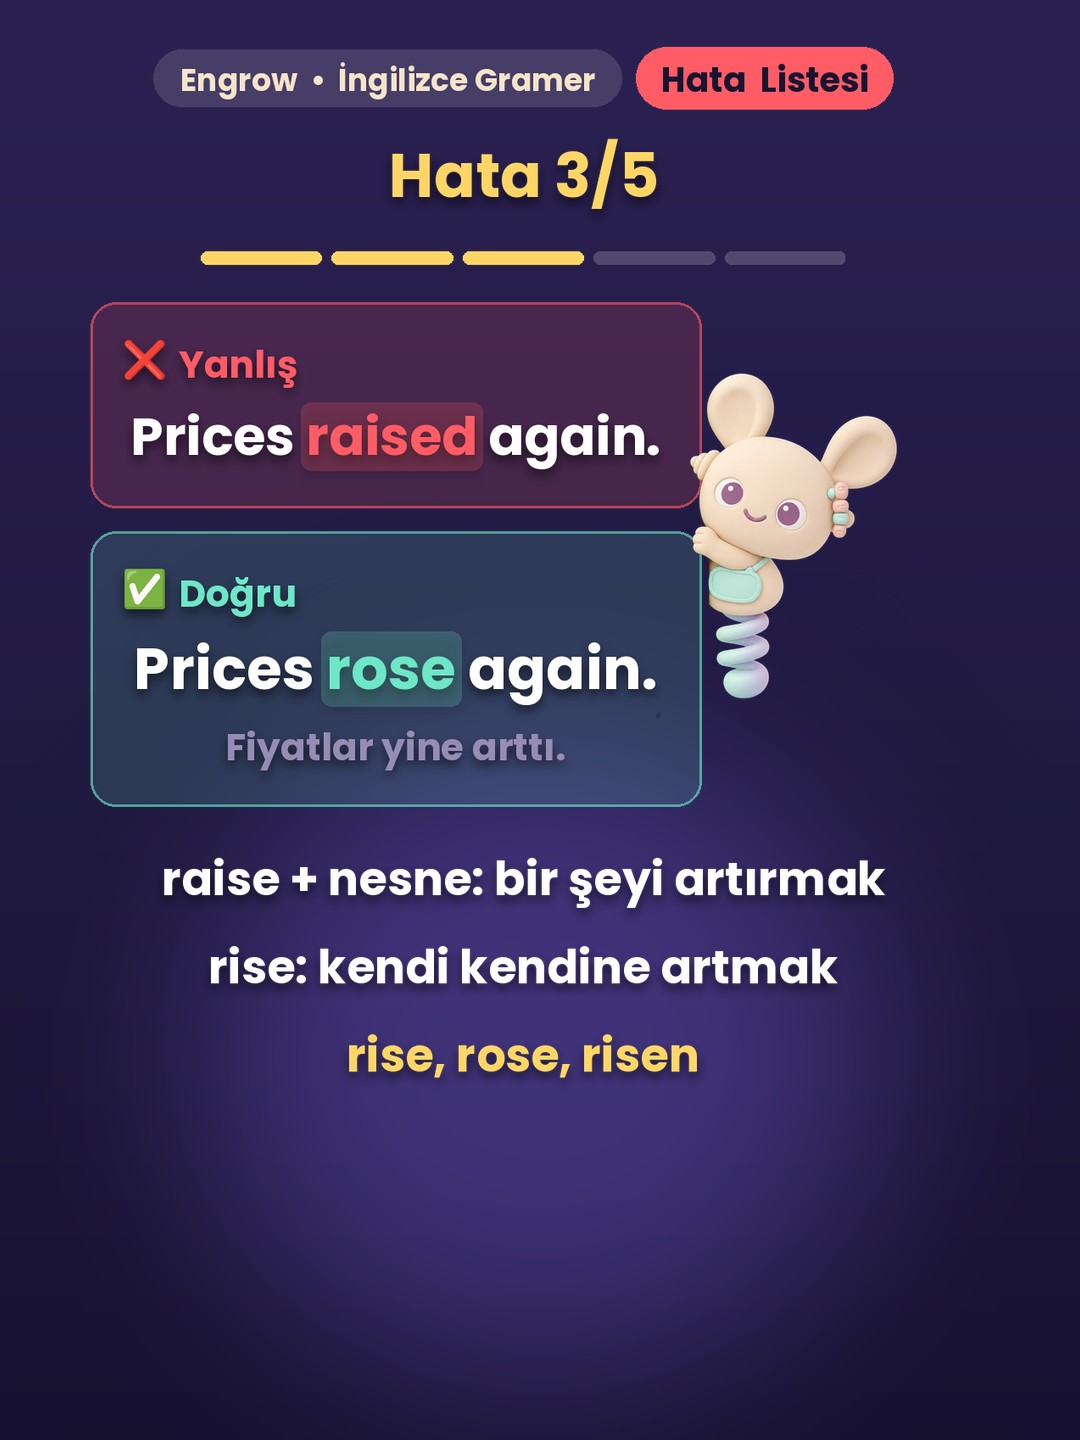 Engrow • İngilizce Gramer
Hata Listesi
Hata 3/5
❌ Yanlış
Prices raised again.
✅ Doğru
Prices rose again.
Fiyatlar yine arttı.
raise + nesne: bir şeyi artırmak
rise: kendi kendine artmak
rise, rose, risen